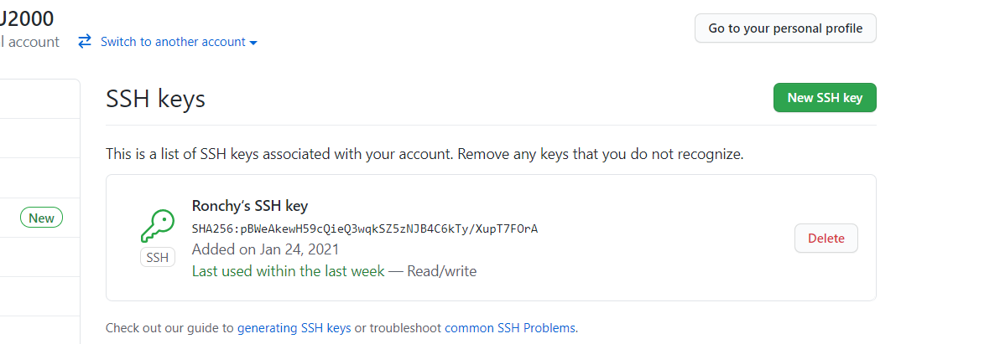 J2000
l account
Switch to another account
Go to your personal profile
SSH keys
New SSH key
This is a list of SSH keys associated with your account. Remove any keys that you do not recognize.
New
Ronchy‘s SSH key
SHA256:pBWeAkewH59cQieQ3wqkSZ5zNJB4C6kTy/XupT7FOrA
SSH
Added on Jan 24, 2021
Last used within the last week — Read/write
Delete
Check out our guide to generating SSH keys or troubleshoot common SSH Problems.